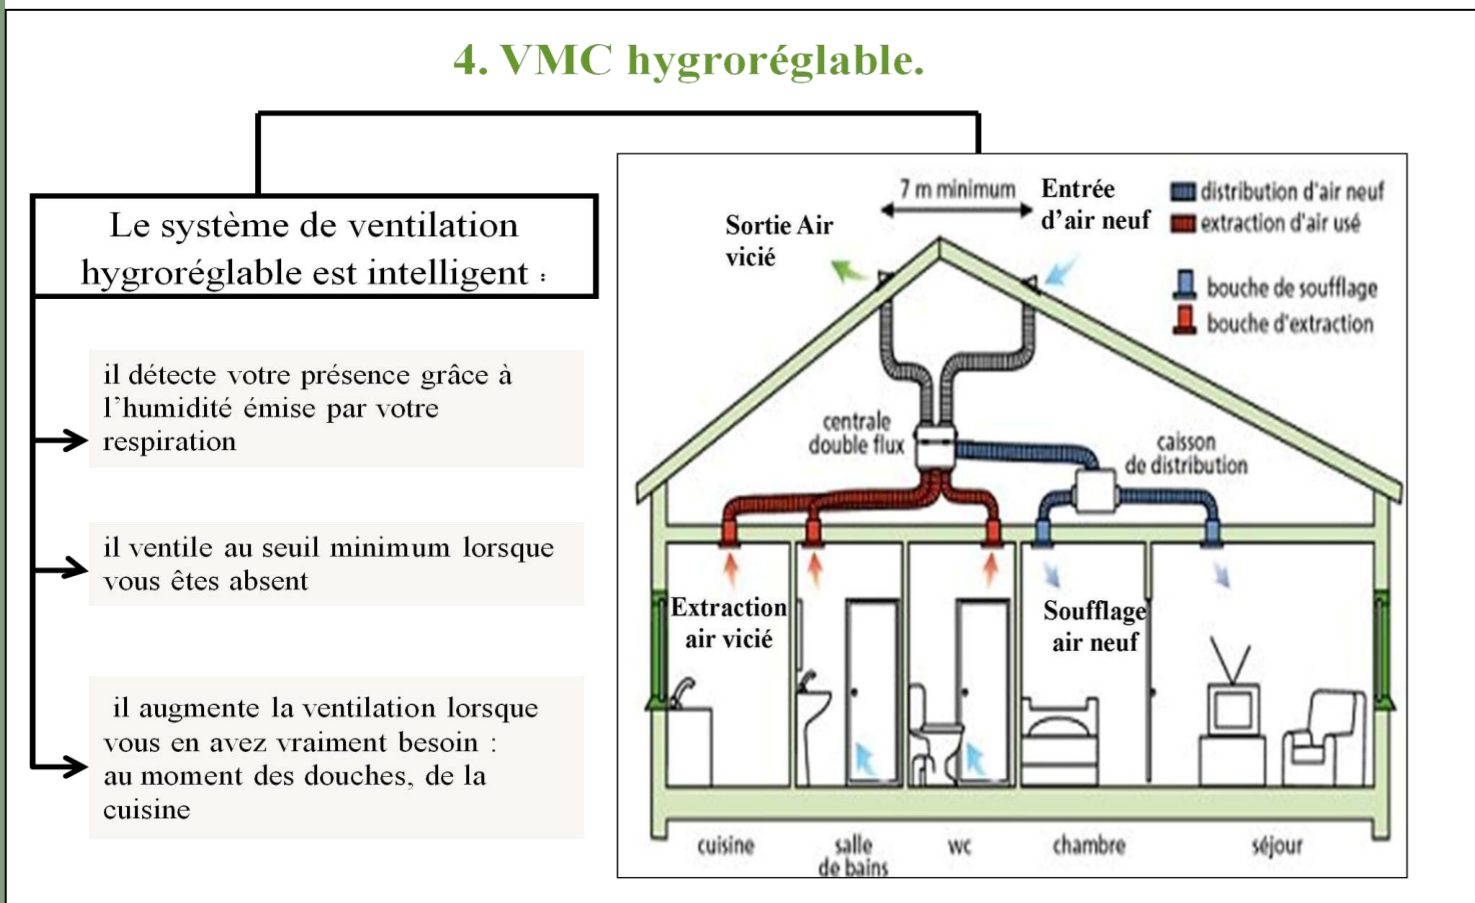 4. VMC hygroréglable.
Le système de ventilation
hygroréglable est intelligent :
il détecte votre présence grâce à
l’humidité émise par votre
respiration
il ventile au seuil minimum lorsque
vous êtes absent
il augmente la ventilation lorsque
vous en avez vraiment besoin :
au moment des douches, de la
cuisine
7 m minimum
Entrée
d’air neuf
Sortie Air
vicié
distribution d'air neuf
extraction d'air usé
bouche de soufflage
bouche d'extraction
centrale
double flux
caisson
de distribution
Extraction
air vicié
Soufflage
air neuf
cuisine
salle
de bains
wc
chambre
séjour